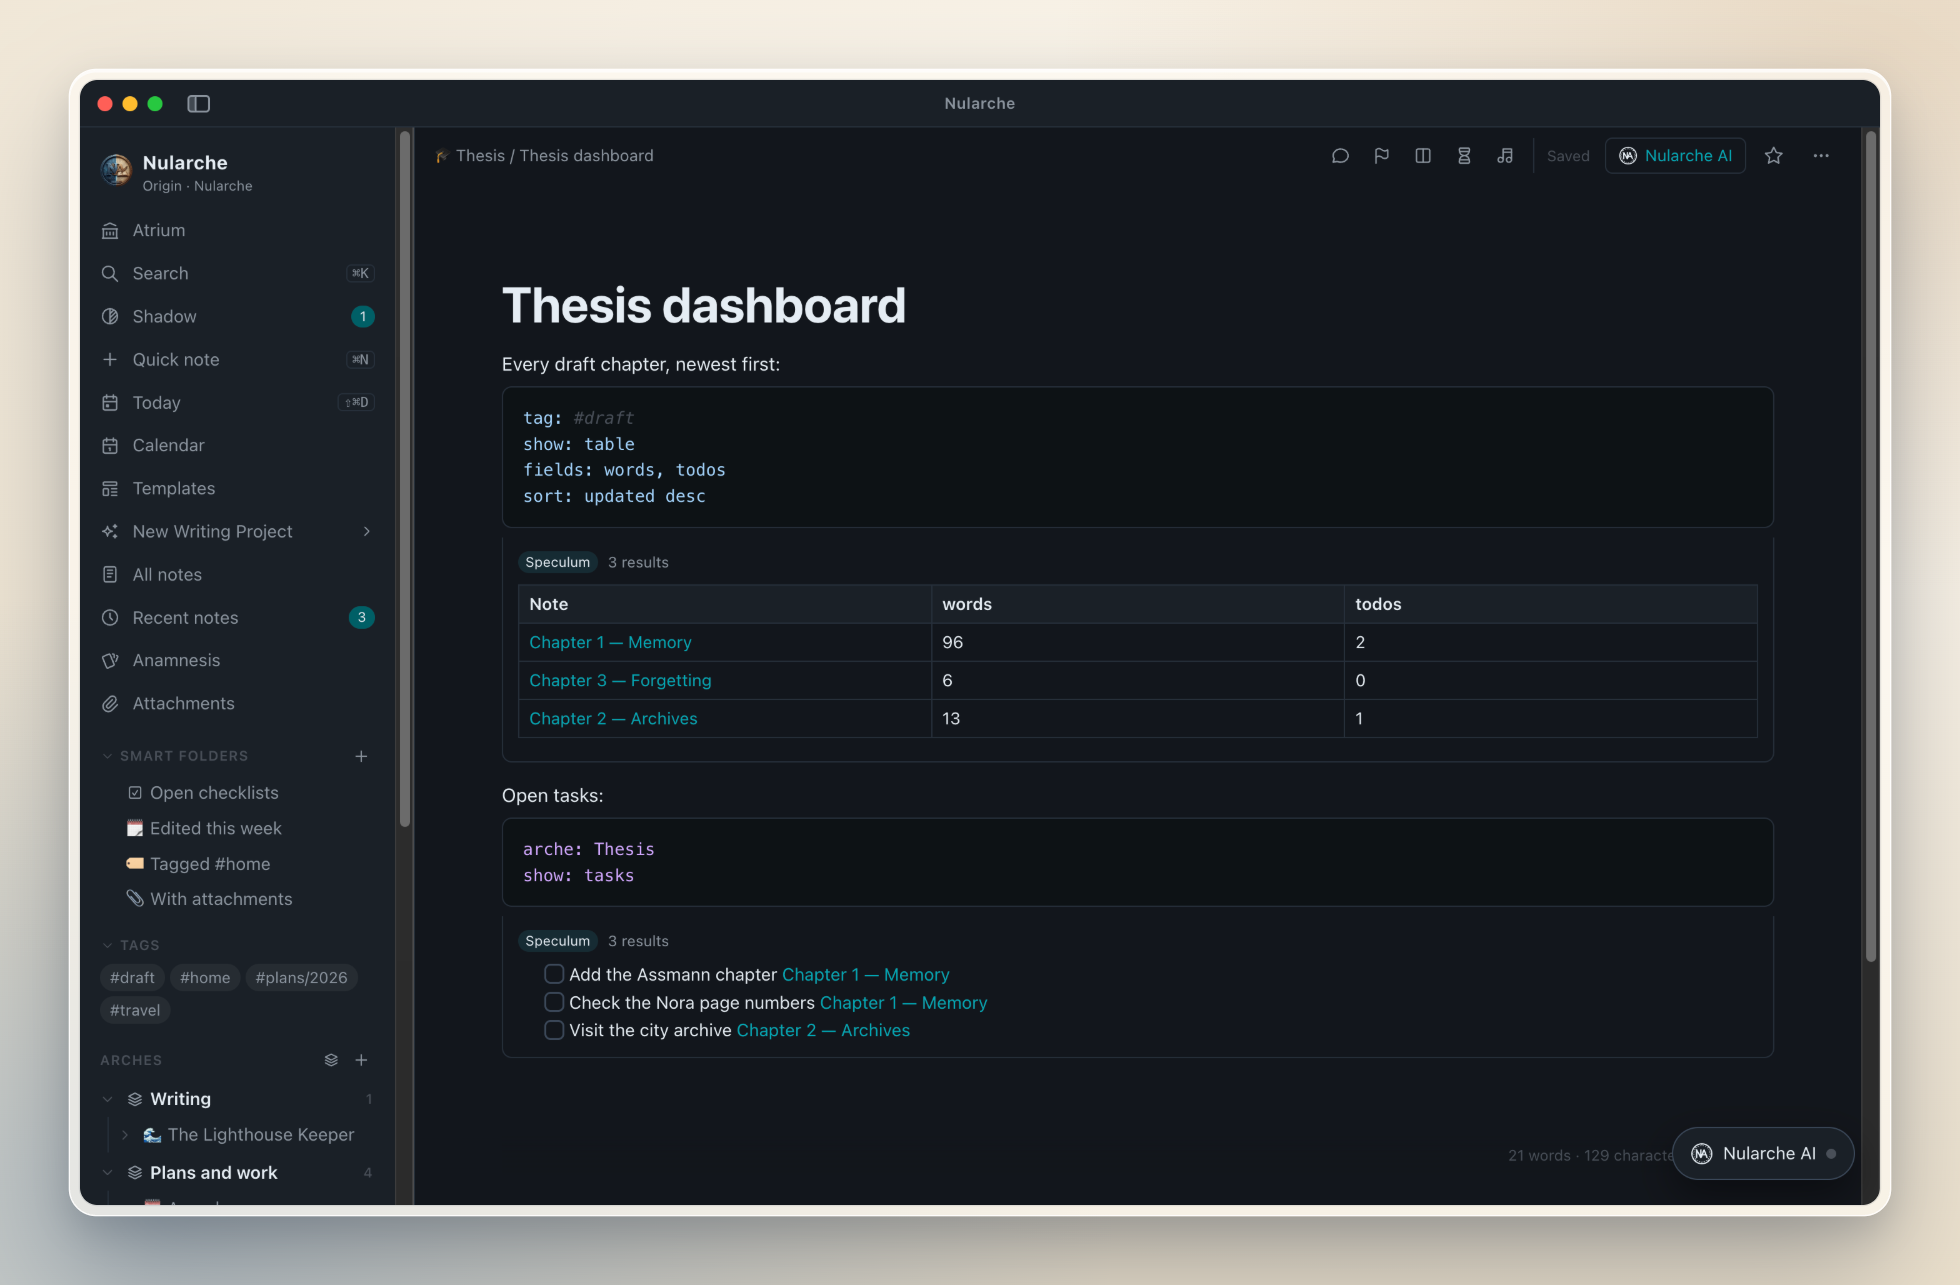 Nularche
Nularche
Origin · Nularche
Atrium
Search ⌘K
Shadow 1
Quick note ⌘N
Today ⇧⌘D
Calendar
Templates
New Writing Project
All notes
Recent notes 3
Anamnesis
Attachments
SMART FOLDERS
Open checklists
Edited this week
Tagged #home
With attachments
TAGS
#draft #home #plans/2026
#travel
ARCHES
Writing 1
The Lighthouse Keeper
Plans and work 4
Thesis / Thesis dashboard
Saved
Nularche AI
Thesis dashboard
Every draft chapter, newest first:
tag: #draft
show: table
fields: words, todos
sort: updated desc
Speculum 3 results
Note words todos
Chapter 1 — Memory 96 2
Chapter 3 — Forgetting 6 0
Chapter 2 — Archives 13 1
Open tasks:
arche: Thesis
show: tasks
Speculum 3 results
Add the Assmann chapter Chapter 1 — Memory
Check the Nora page numbers Chapter 1 — Memory
Visit the city archive Chapter 2 — Archives
21 words · 129 characte
Nularche AI